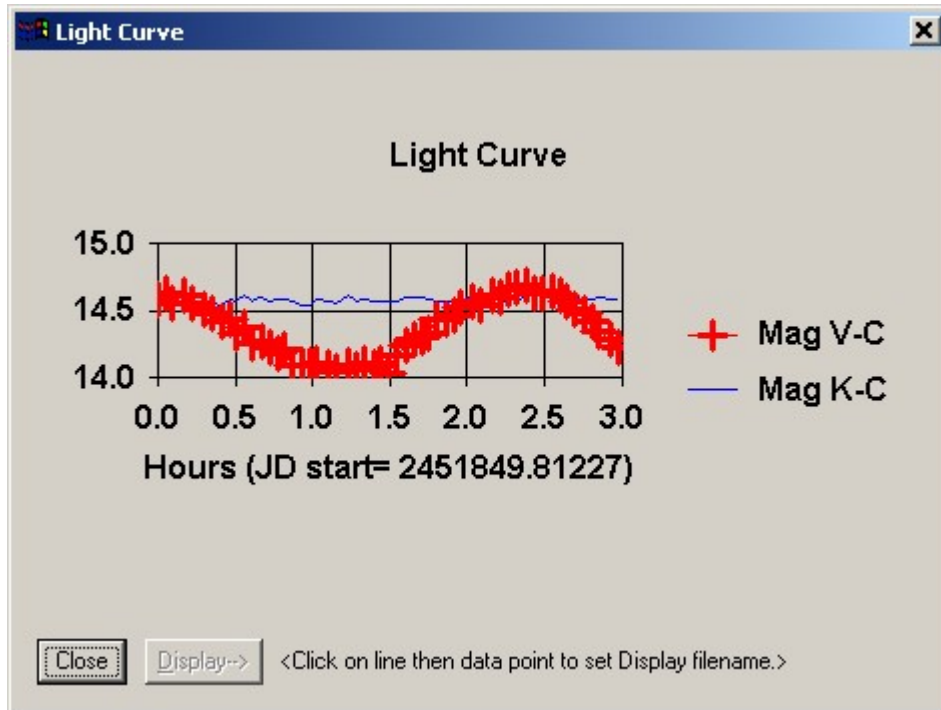 Light Curve
Light Curve
15.0
14.5
14.0
0.0 0.5 1.0 1.5 2.0 2.5 3.0
Hours (JD start= 2451849.81227)
Mag V-C
Mag K-C
Close Display--> <Click on line then data point to set Display filename.>